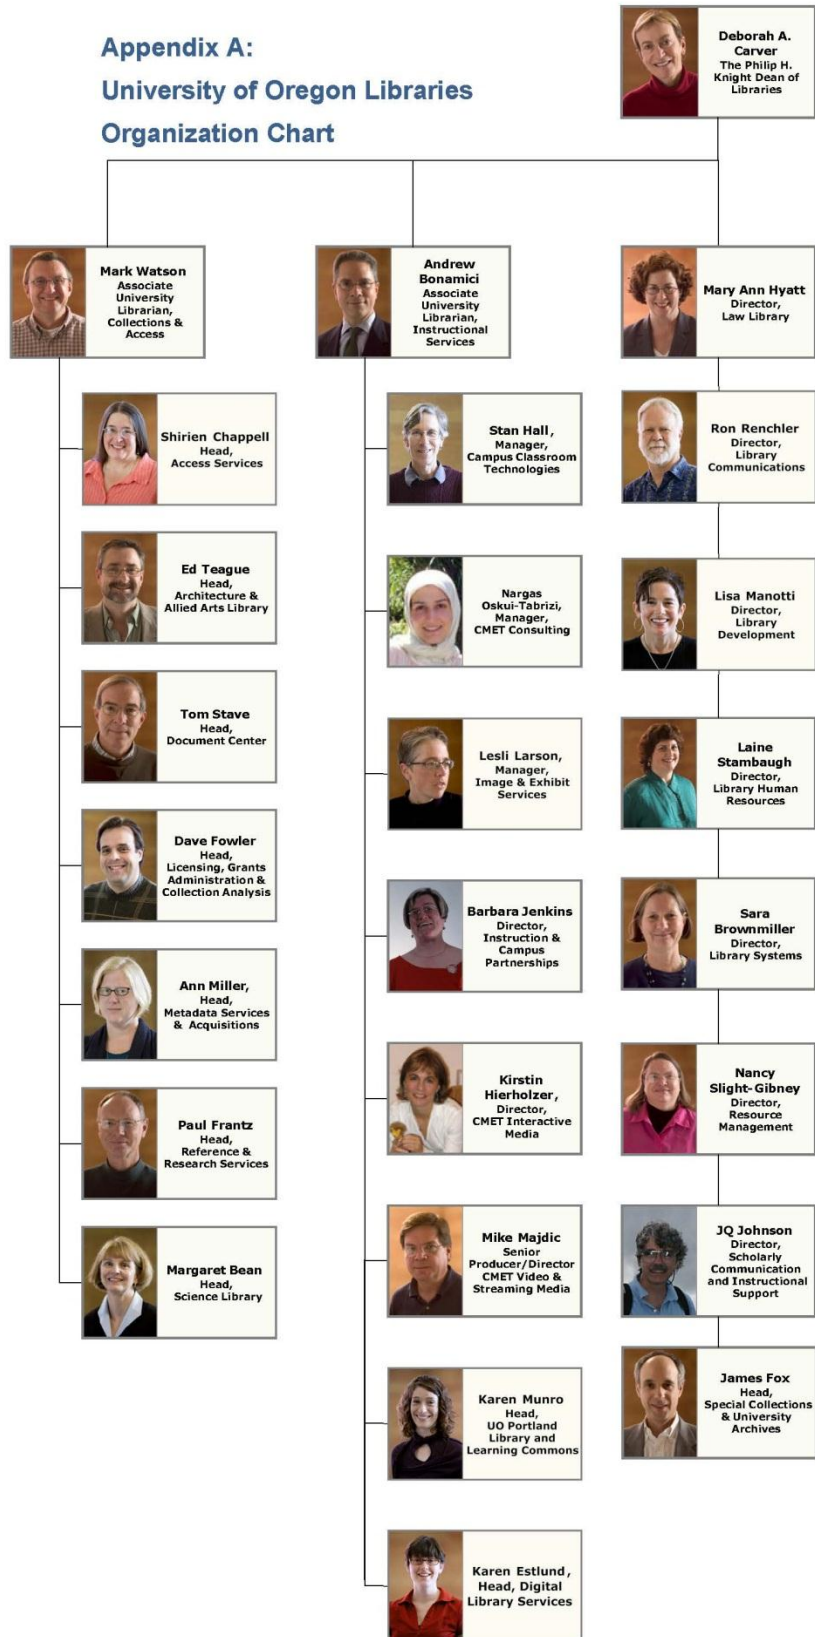 Appendix A:
University of Oregon Libraries
Organization Chart
Deborah A.
Carver
The Philip H.
Knight Dean of
Libraries
Mark Watson
Associate
University
Librarian,
Collections &
Access
Shirien Chappell
Head,
Access Services
Ed Teague
Head,
Architecture &
Allied Arts Library
Tom Stave
Head,
Document Center
Dave Fowler
Head,
Licensing, Grants
Administration &
Collection Analysis
Ann Miller,
Head,
Metadata Services
& Acquisitions
Paul Frantz
Head,
Reference &
Research Services
Margaret Bean
Head,
Science Library
Andrew
Bonamici
Associate
University
Librarian,
Instructional
Services
Stan Hall,
Manager,
Campus Classroom
Technologies
Nargas
Oskui-Tabrizi,
Manager,
CMET Consulting
Lesli Larson,
Manager,
Image & Exhibit
Services
Barbara Jenkins
Director,
Instruction &
Campus
Partnerships
Kirstin
Hierholzer,
Director,
CMET Interactive
Media
Mike Majdic
Senior
Producer/Director
CMET Video &
Streaming Media
Karen Munro
Head,
UO Portland
Library and
Learning Commons
Karen Estlund,
Head, Digital
Library Services
Mary Ann Hyatt
Director,
Law Library
Ron Renchler
Director,
Library
Communications
Lisa Manotti
Director,
Library
Development
Laine
Stambaugh
Director,
Library Human
Resources
Sara
Brownmiller
Director,
Library Systems
Nancy
Slight-Gibney
Director,
Resource
Management
JQ Johnson
Director,
Scholarly
Communication
and Instructional
Support
James Fox
Head,
Special Collections
& University
Archives